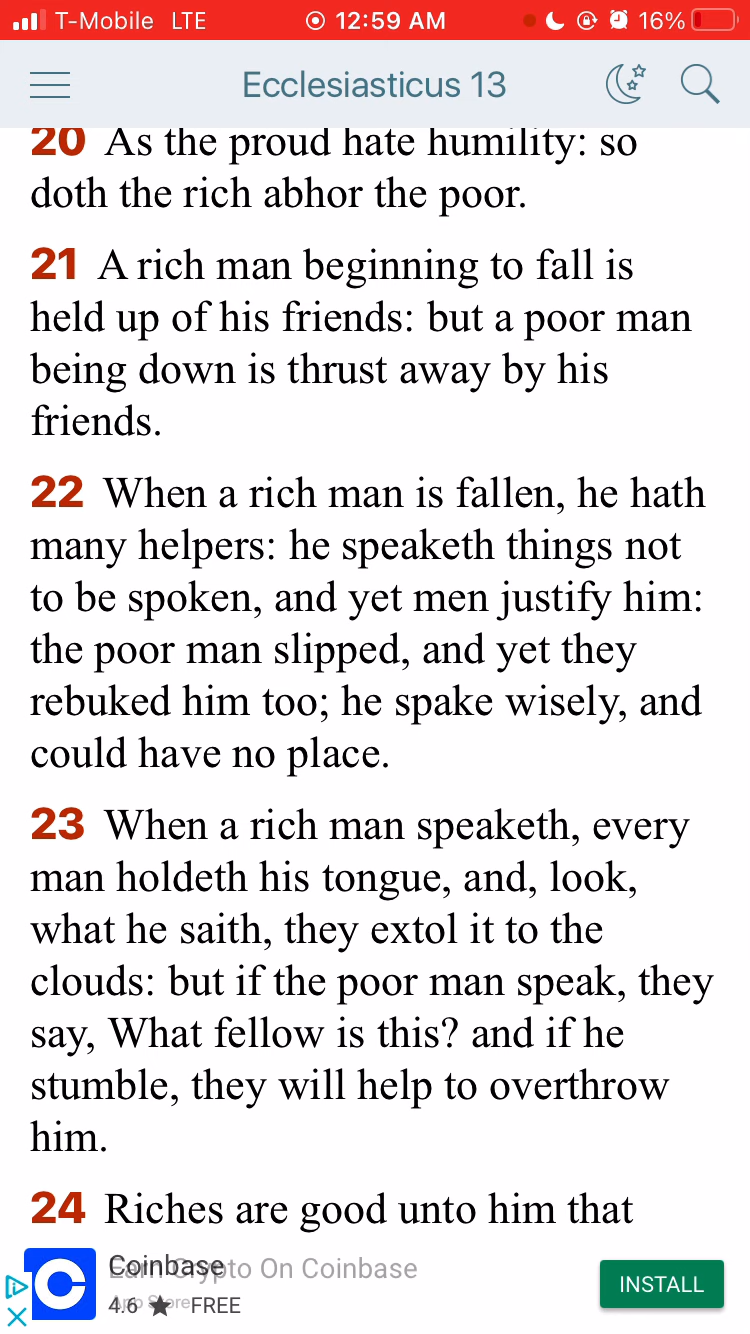 T-Mobile LTE 12:59 AM 16%
Ecclesiasticus 13
20 As the proud hate humility: so
doth the rich abhor the poor.
21 A rich man beginning to fall is
held up of his friends: but a poor man
being down is thrust away by his
friends.
22 When a rich man is fallen, he hath
many helpers: he speaketh things not
to be spoken, and yet men justify him:
the poor man slipped, and yet they
rebuked him too; he spake wisely, and
could have no place.
23 When a rich man speaketh, every
man holdeth his tongue, and, look,
what he saith, they extol it to the
clouds: but if the poor man speak, they
say, What fellow is this? and if he
stumble, they will help to overthrow
him.
24 Riches are good unto him that
Coinbase
Earn Crypto On Coinbase
4.6 ★ FREE
App Store
INSTALL